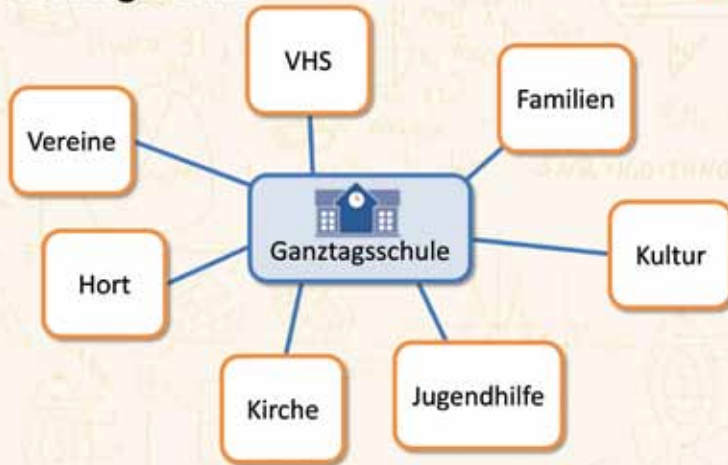 VHS
Familien
Vereine
Ganztagsschule
Kultur
Hort
Jugendhilfe
Kirche